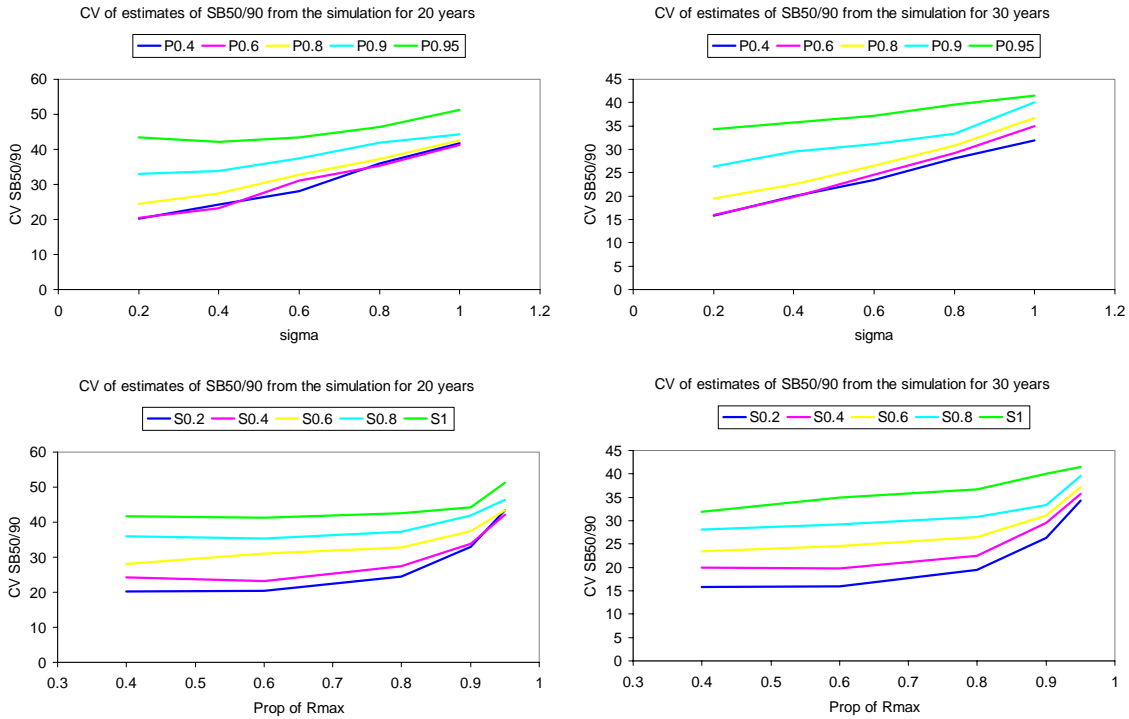 CV of estimates of SB50/90 from the simulation for 20 years
P0.4 P0.6 P0.8 P0.9 P0.95
60
50
40
30
20
10
0
CV SB50/90
0 0.2 0.4 0.6 0.8 1 1.2
sigma
CV of estimates of SB50/90 from the simulation for 30 years
P0.4 P0.6 P0.8 P0.9 P0.95
45
40
35
30
25
20
15
10
5
0
CV SB50/90
0 0.2 0.4 0.6 0.8 1 1.2
sigma
CV of estimates of SB50/90 from the simulation for 20 years
S0.2 S0.4 S0.6 S0.8 S1
60
50
40
30
20
10
0
CV SB50/90
0.3 0.4 0.5 0.6 0.7 0.8 0.9 1
Prop of Rmax
CV of estimates of SB50/90 from the simulation for 30 years
S0.2 S0.4 S0.6 S0.8 S1
45
40
35
30
25
20
15
10
5
0
CV SB50/90
0.3 0.4 0.5 0.6 0.7 0.8 0.9 1
Prop of Rmax